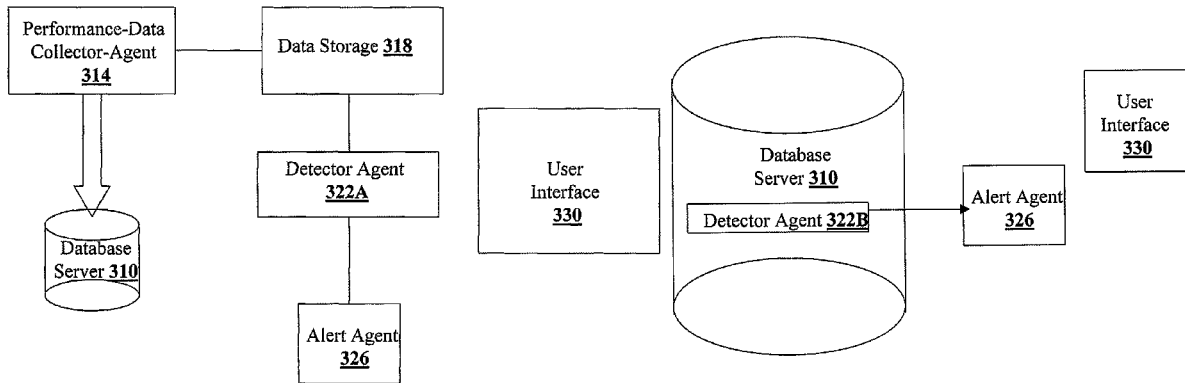 Performance-Data
Collector-Agent
314
Data Storage 318
Detector Agent
322A
Database
Server 310
Alert Agent
326
User
Interface
330
Database
Server 310
Detector Agent 322B
Alert Agent
326
User
Interface
330